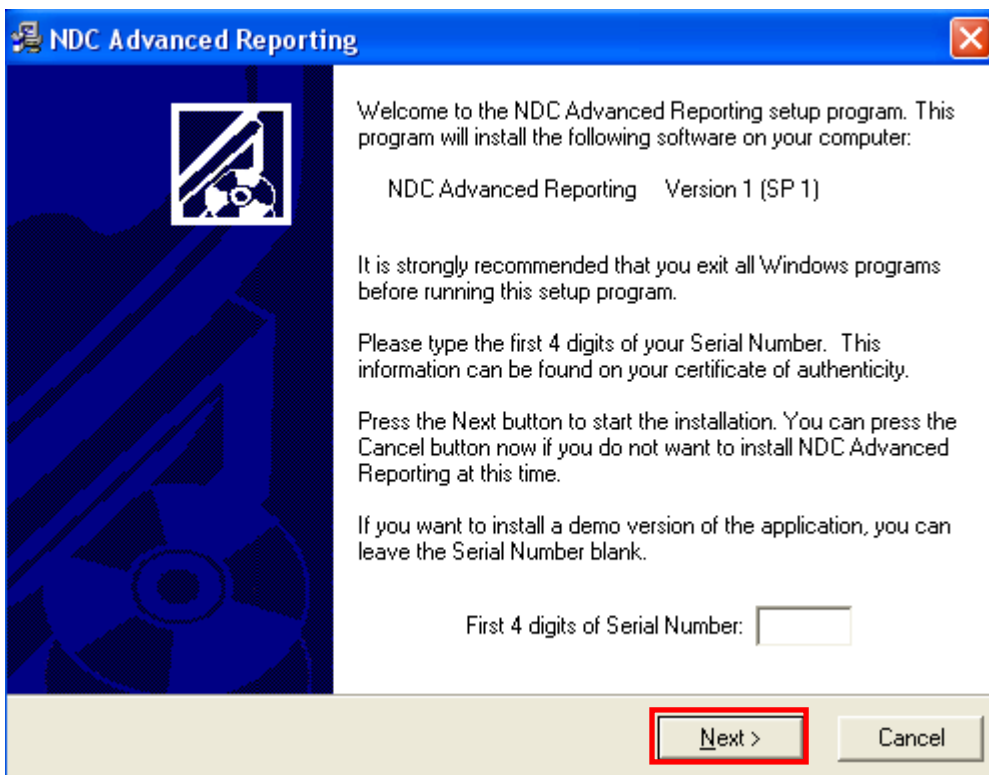 NDC Advanced Reporting
Welcome to the NDC Advanced Reporting setup program. This
program will install the following software on your computer:
NDC Advanced Reporting Version 1 (SP 1)
It is strongly recommended that you exit all Windows programs
before running this setup program.
Please type the first 4 digits of your Serial Number. This
information can be found on your certificate of authenticity.
Press the Next button to start the installation. You can press the
Cancel button now if you do not want to install NDC Advanced
Reporting at this time.
If you want to install a demo version of the application, you can
leave the Serial Number blank.
First 4 digits of Serial Number:
Next >
Cancel